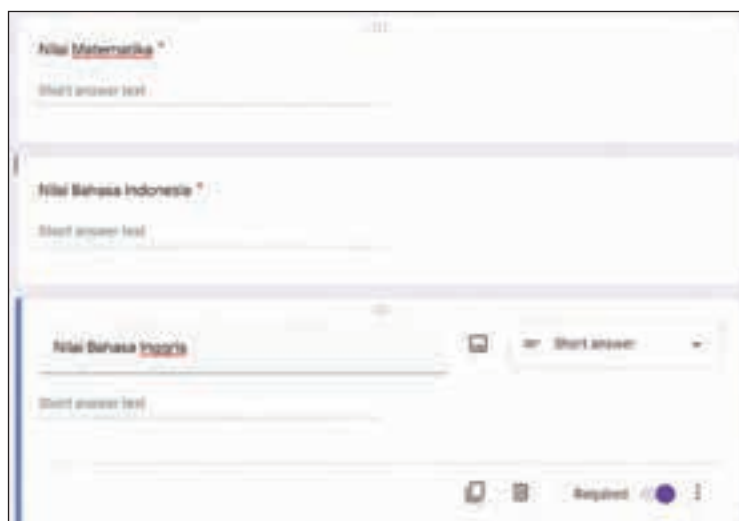 Nilai Matematika *
Short answer text
Nilai Bahasa Indonesia *
Short answer text
Nilai Bahasa Inggris
Short answer
Short answer text
Required